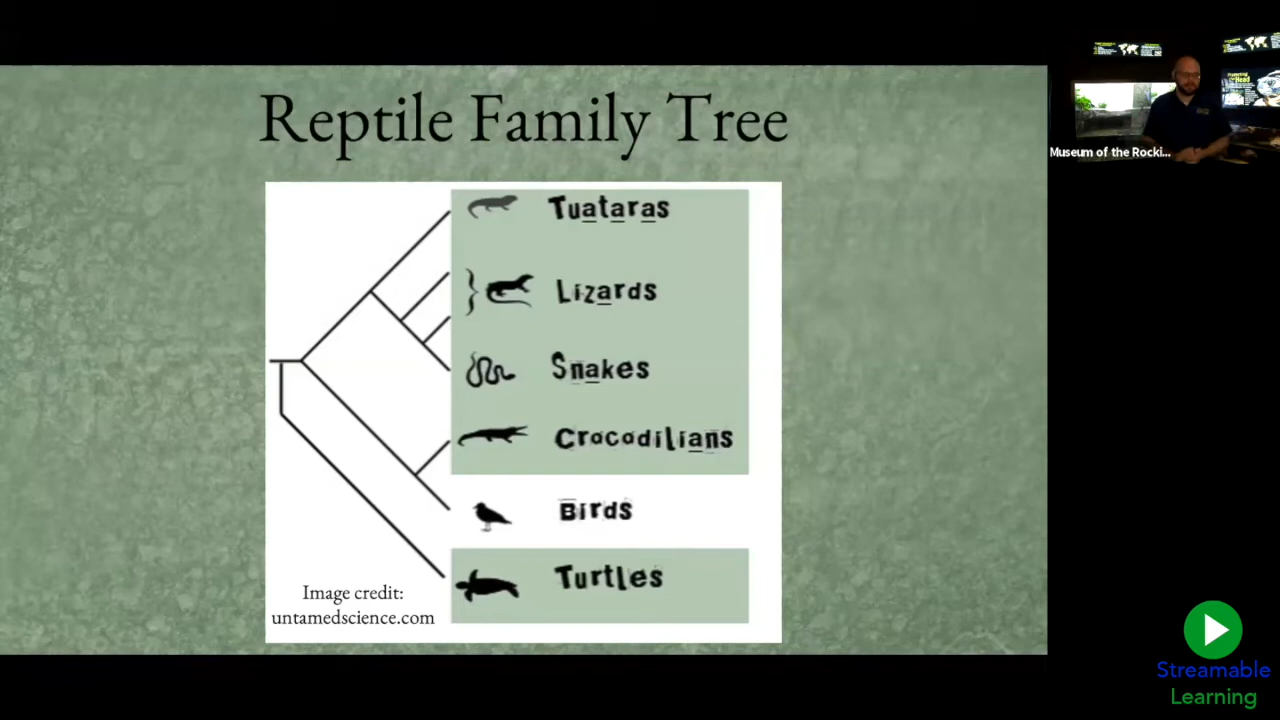 Reptile Family Tree
Tuataras
Lizards
Snakes
Crocodilians
Birds
Turtles
Image credit:
untamedscience.com
Museum of the Rocki...
Streamable
Learning